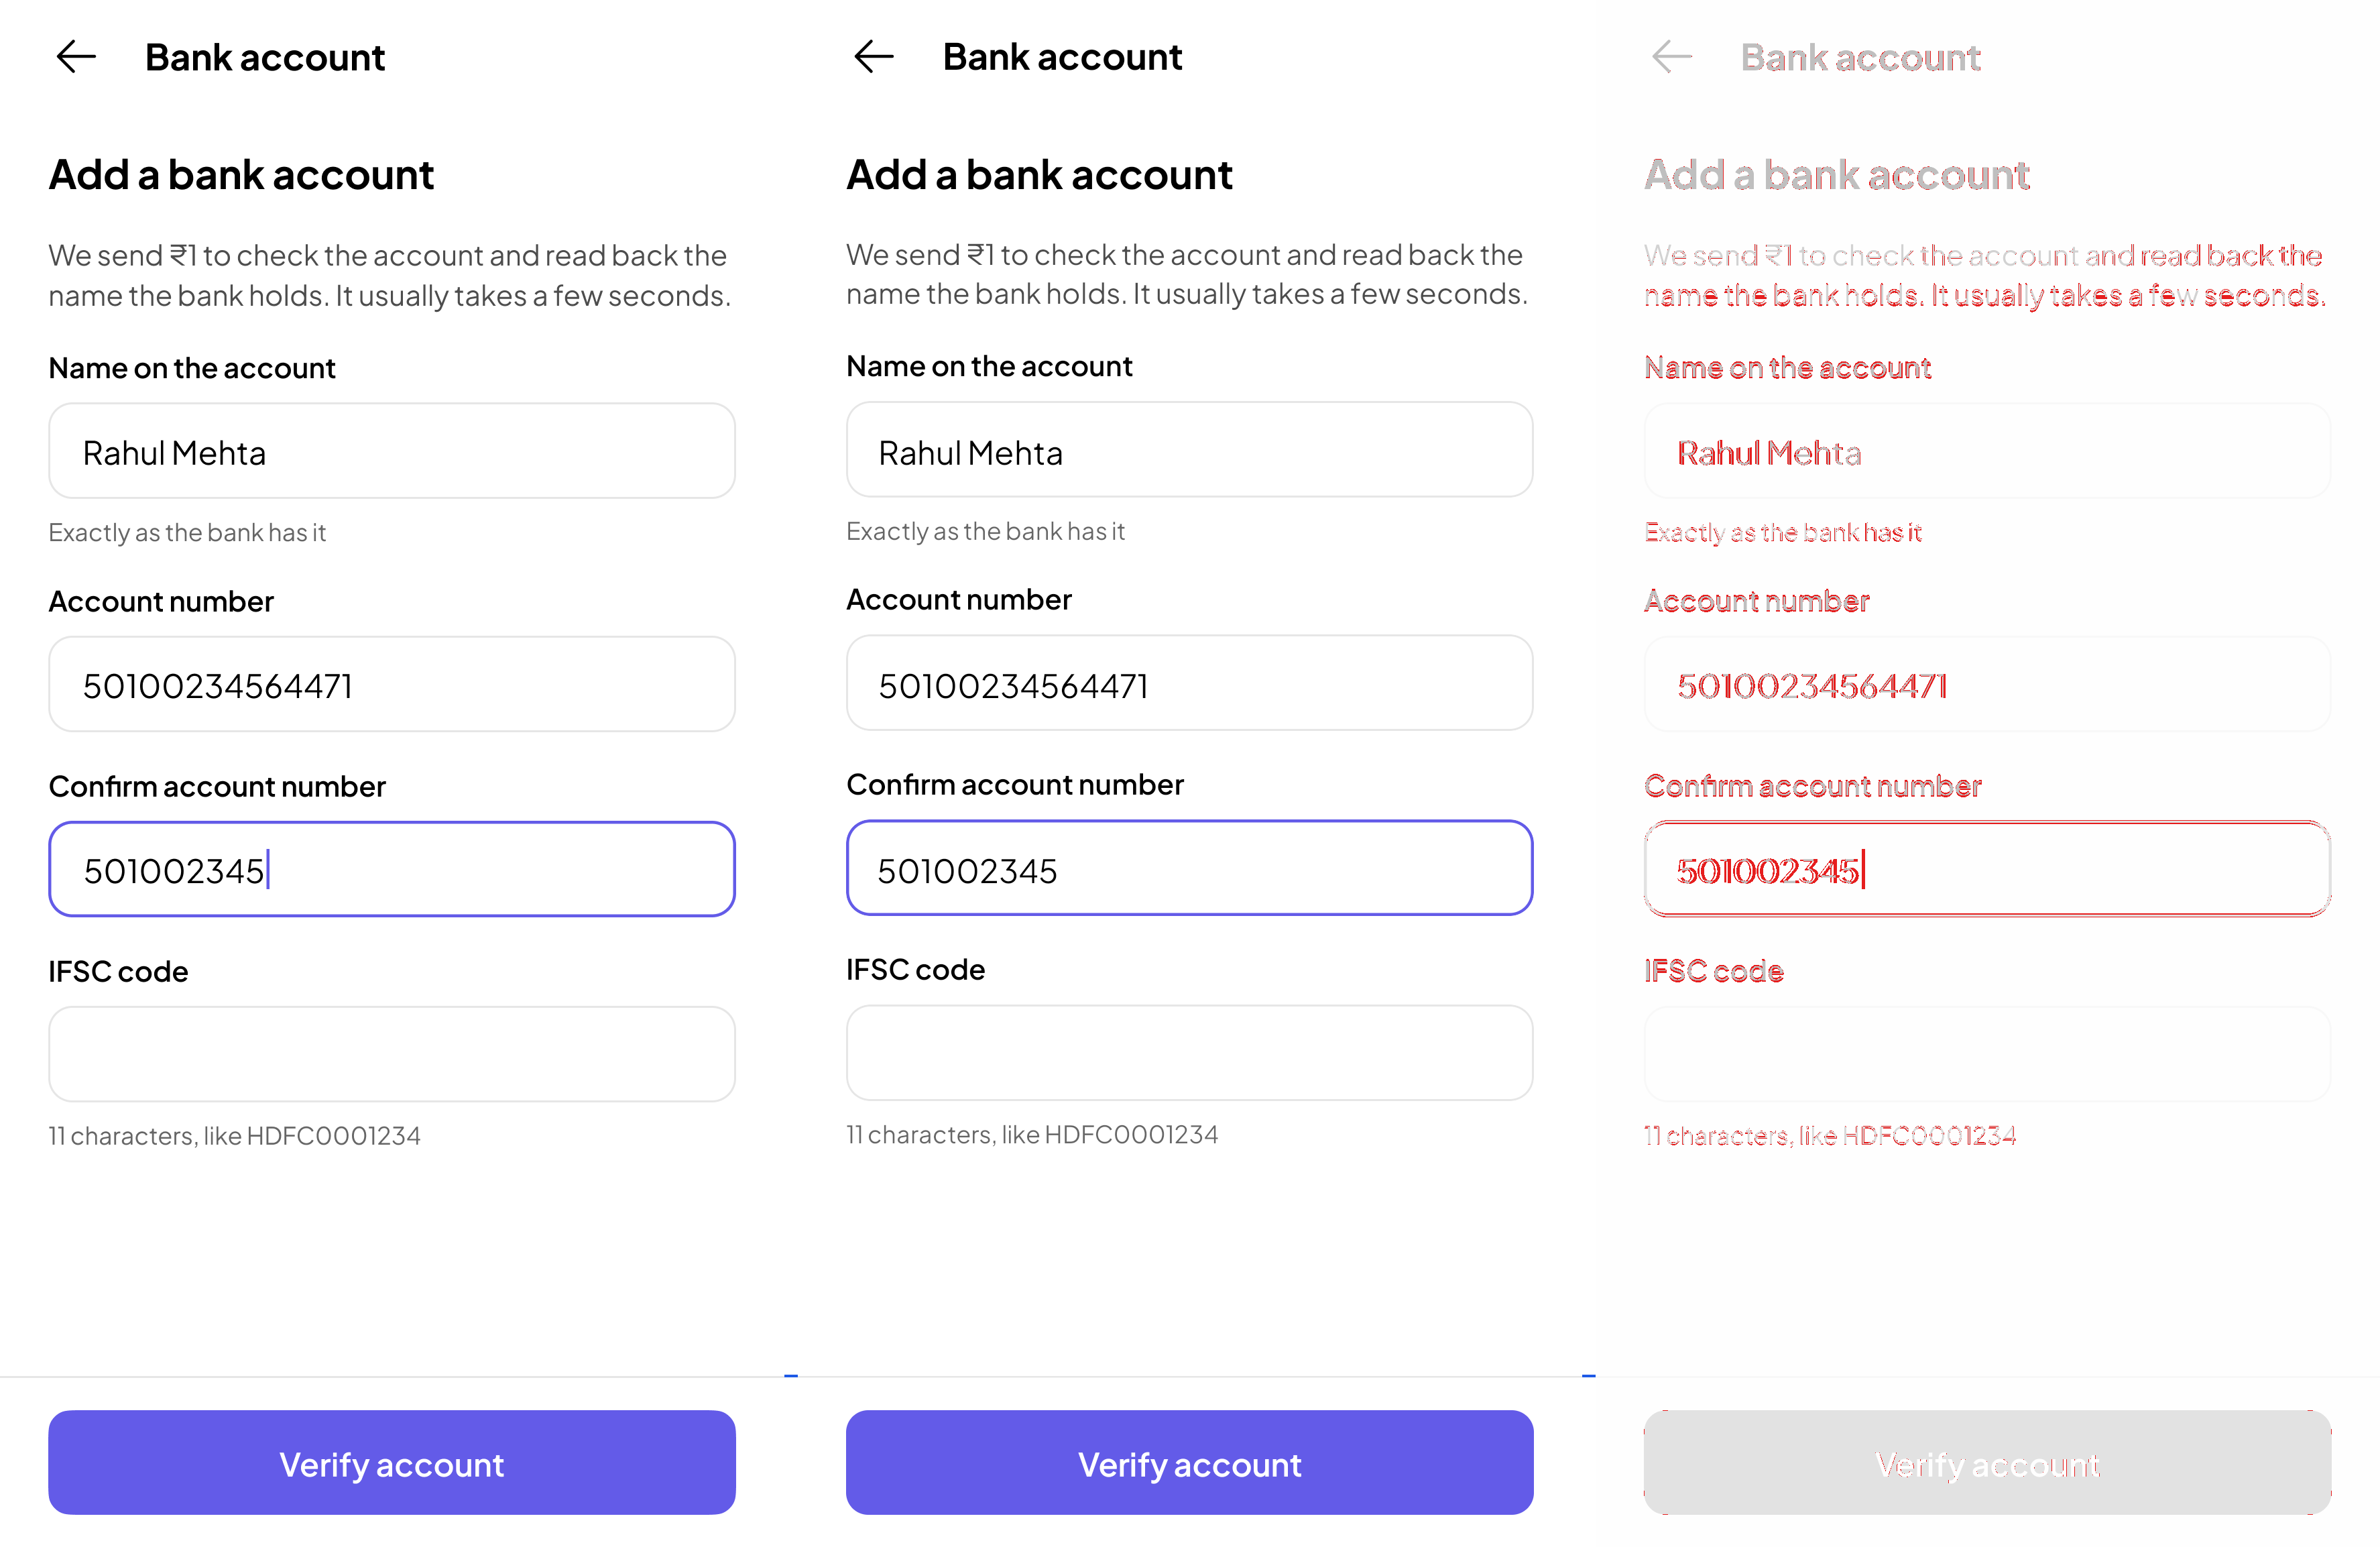 Bank account
Add a bank account
We send ₹1 to check the account and read back the
name the bank holds. It usually takes a few seconds.
Name on the account
Rahul Mehta
Exactly as the bank has it
Account number
50100234564471
Confirm account number
501002345
IFSC code
11 characters, like HDFC0001234
Verify account
Bank account
Add a bank account
We send ₹1 to check the account and read back the
name the bank holds. It usually takes a few seconds.
Name on the account
Rahul Mehta
Exactly as the bank has it
Account number
50100234564471
Confirm account number
501002345
IFSC code
11 characters, like HDFC0001234
Verify account
Bank account
Add a bank account
We send ₹1 to check the account and read back the
name the bank holds. It usually takes a few seconds.
Name on the account
Rahul Mehta
Exactly as the bank has it
Account number
50100234564471
Confirm account number
501002345
IFSC code
11 characters, like HDFC0001234
Verify account